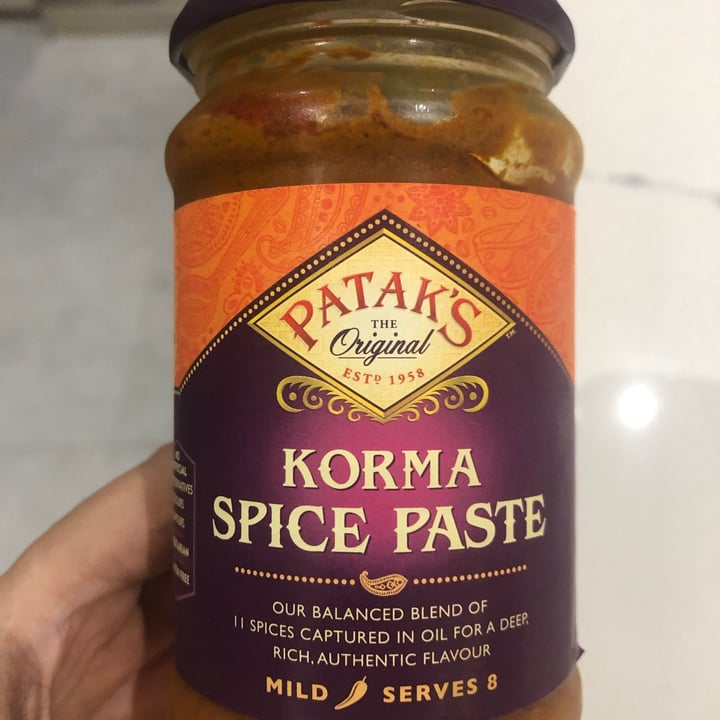 PATAK'S
THE
Original
ESTD 1958
TM
KORMA
SPICE PASTE
OUR BALANCED BLEND OF
11 SPICES CAPTURED IN OIL FOR A DEEP,
RICH, AUTHENTIC FLAVOUR
MILD SERVES 8